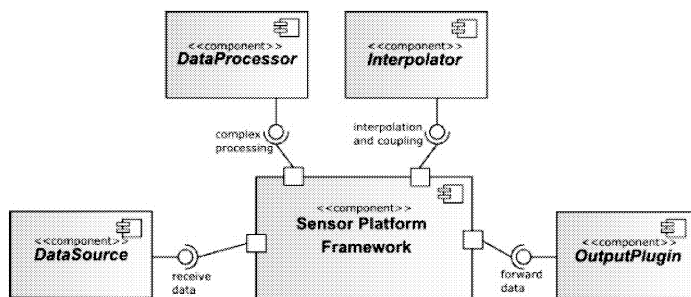 <<component>>
DataProcessor
<<component>>
Interpolator
complex
processing
interpolation
and coupling
<<component>>
Sensor Platform
Framework
<<component>>
DataSource
receive
data
<<component>>
OutputPlugin
forward
data